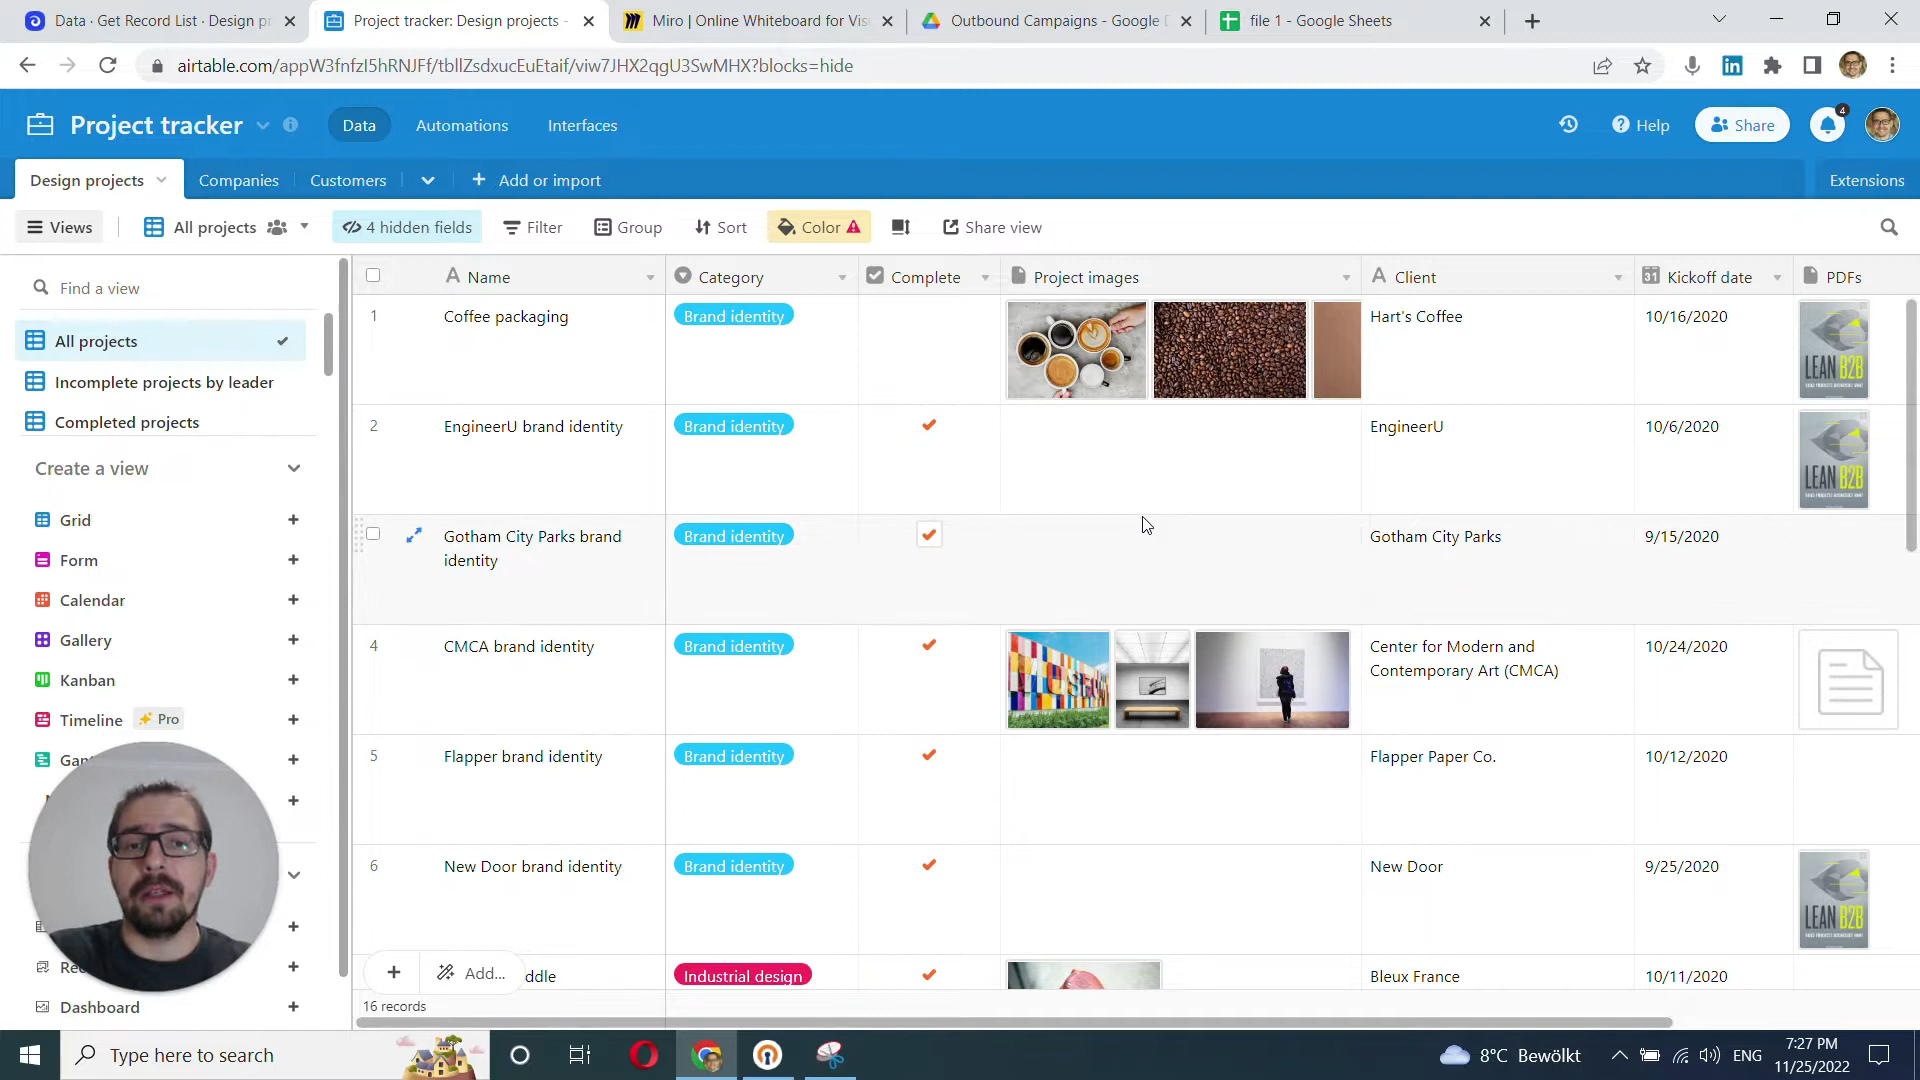 Data · Get Record List · Design pr
Project tracker: Design projects -
Miro | Online Whiteboard for Vis
Outbound Campaigns - Google D
file 1 - Google Sheets
airtable.com/appW3fnfzI5hRNJFf/tbllZsdxucEuEtaif/viw7JHX2qgU3SwMHX?blocks=hide
Project tracker
Data
Automations
Interfaces
Help
Share
4
Design projects
Companies
Customers
Add or import
Extensions
Views
All projects
4 hidden fields
Filter
Group
Sort
Color
Share view
Find a view
Name
Category
Complete
Project images
Client
Kickoff date
PDFs
All projects
Incomplete projects by leader
Completed projects
Create a view
Grid
Form
Calendar
Gallery
Kanban
Timeline
Pro
Dashboard
1
Coffee packaging
Brand identity
Hart's Coffee
10/16/2020
LEAN B2B
2
EngineerU brand identity
Brand identity
EngineerU
10/6/2020
LEAN B2B
Gotham City Parks brand
identity
Brand identity
Gotham City Parks
9/15/2020
4
CMCA brand identity
Brand identity
Center for Modern and
Contemporary Art (CMCA)
10/24/2020
5
Flapper brand identity
Brand identity
Flapper Paper Co.
10/12/2020
6
New Door brand identity
Brand identity
New Door
9/25/2020
LEAN B2B
Add...
ddle
Industrial design
Bleux France
10/11/2020
16 records
Type here to search
8°C Bewölkt
ENG
7:27 PM
11/25/2022